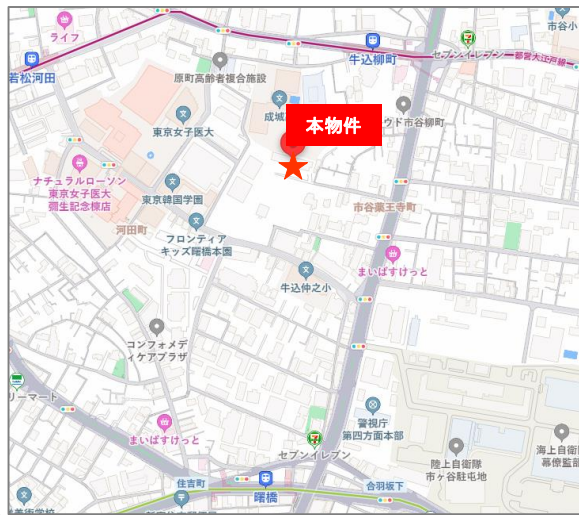 ライフ
市谷小
若松河田
牛込柳町
セブンイレブン
都営大江戸線
原町高齢者複合施設
成城
ウド市谷柳町
本物件
東京女子医大
ナチュラルローソン
東京女子医大
彌生記念棟店
東京韓国学園
市谷薬王寺町
河田町
フロンティア
キッズ曙橋本園
まいばすけっと
牛込仲之小
コンフォメディ
ケアプラザ
リーマート
警視庁
第四方面本部
まいばすけっと
セブンイレブン
陸上自衛隊
市ヶ谷駐屯地
海上自衛
幕僚監部
住吉町
曙橋
合羽坂下
美術学校